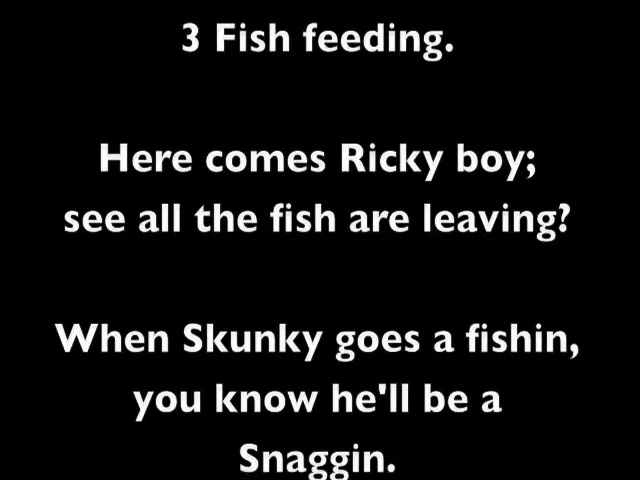 3 Fish feeding.
Here comes Ricky boy;
see all the fish are leaving?
When Skunky goes a fishin,
you know he'll be a
Snaggin.